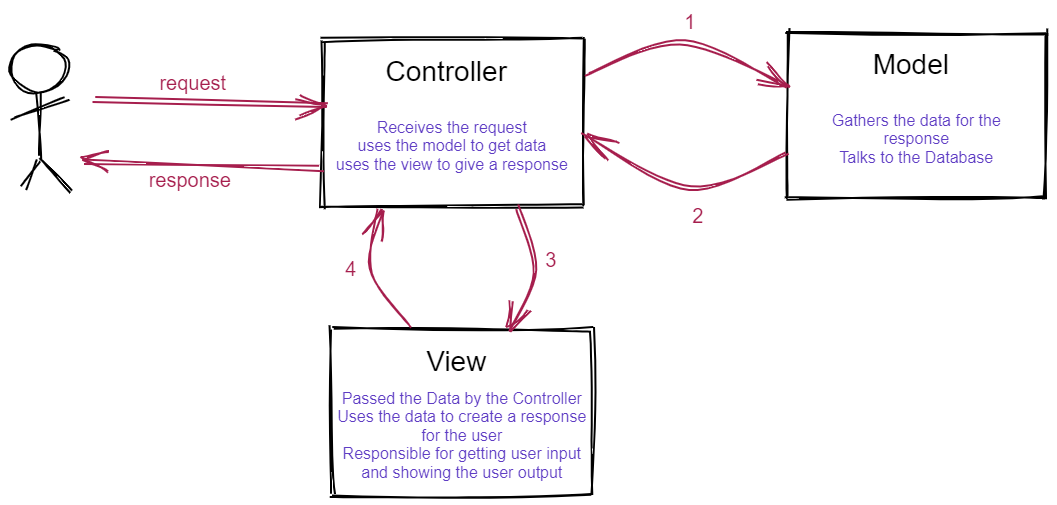 request
response
Controller
Receives the request
uses the model to get data
uses the view to give a response
1
2
Model
Gathers the data for the
response
Talks to the Database
4
3
View
Passed the Data by the Controller
Uses the data to create a response
for the user
Responsible for getting user input
and showing the user output